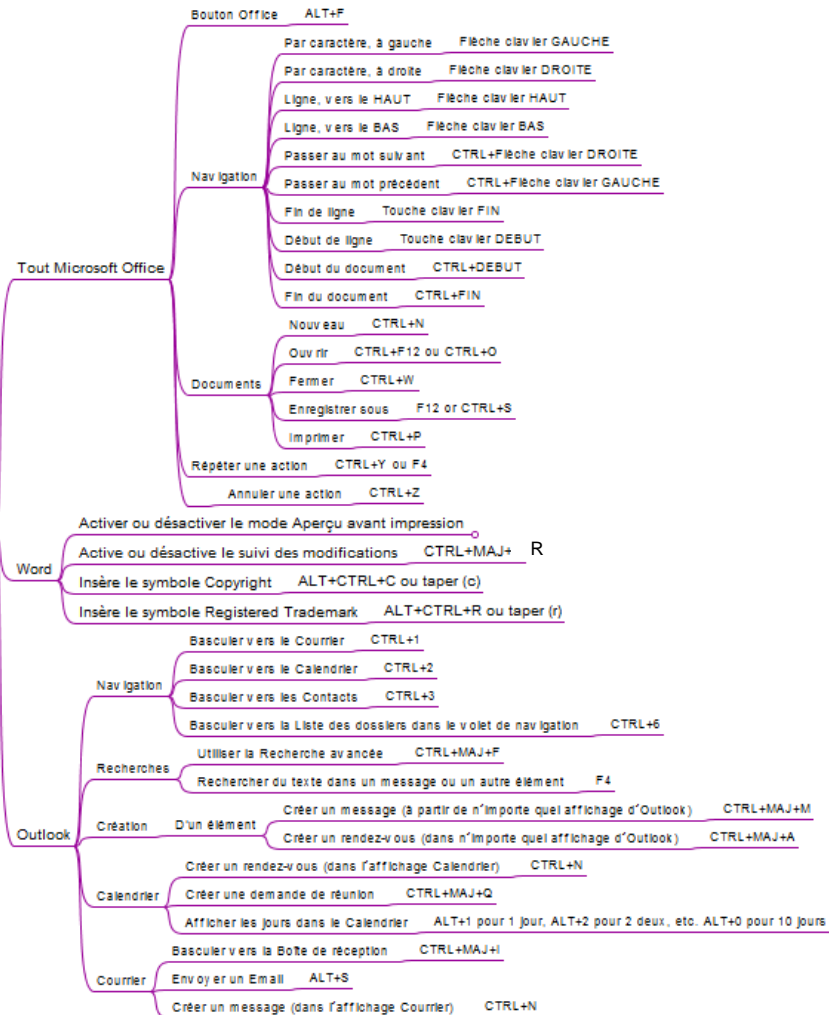 Bouton Office ALT+F
Par caractère, à gauche Flèche clavier GAUCHE
Par caractère, à droite Flèche clavier DROITE
Ligne, vers le HAUT Flèche clavier HAUT
Ligne, vers le BAS Flèche clavier BAS
Passer au mot suivant CTRL+Flèche clavier DROITE
Navigation
Passer au mot précédent CTRL+Flèche clavier GAUCHE
Fin de ligne Touche clavier FIN
Début de ligne Touche clavier DEBUT
Tout Microsoft Office
Début du document CTRL+DEBUT
Fin du document CTRL+FIN
Nouveau CTRL+N
Ouvrir CTRL+F12 ou CTRL+O
Documents
Fermer CTRL+W
Enregistrer sous F12 or CTRL+S
Imprimer CTRL+P
Répéter une action CTRL+Y ou F4
Annuler une action CTRL+Z
Activer ou désactiver le mode Aperçu avant impression
Active ou désactive le suivi des modifications CTRL+MAJ+ R
Word
Insère le symbole Copyright ALT+CTRL+C ou taper (c)
Insère le symbole Registered Trademark ALT+CTRL+R ou taper (r)
Basculer vers le Courrier CTRL+1
Basculer vers le Calendrier CTRL+2
Navigation
Basculer vers les Contacts CTRL+3
Basculer vers la Liste des dossiers dans le volet de navigation CTRL+6
Utiliser la Recherche avancée CTRL+MAJ+F
Recherches
Rechercher du texte dans un message ou un autre élément F4
Outlook
Création D'un élément
Créer un message (à partir de n'importe quel affichage d'Outlook) CTRL+MAJ+M
Créer un rendez-vous (dans n'importe quel affichage d'Outlook) CTRL+MAJ+A
Créer un rendez-vous (dans l'affichage Calendrier) CTRL+N
Calendrier
Créer une demande de réunion CTRL+MAJ+Q
Afficher les jours dans le Calendrier ALT+1 pour 1 jour, ALT+2 pour 2 deux, etc. ALT+0 pour 10 jours
Basculer vers la Boîte de réception CTRL+MAJ+I
Courrier
Envoyer un Email ALT+S
Créer un message (dans l'affichage Courrier) CTRL+N